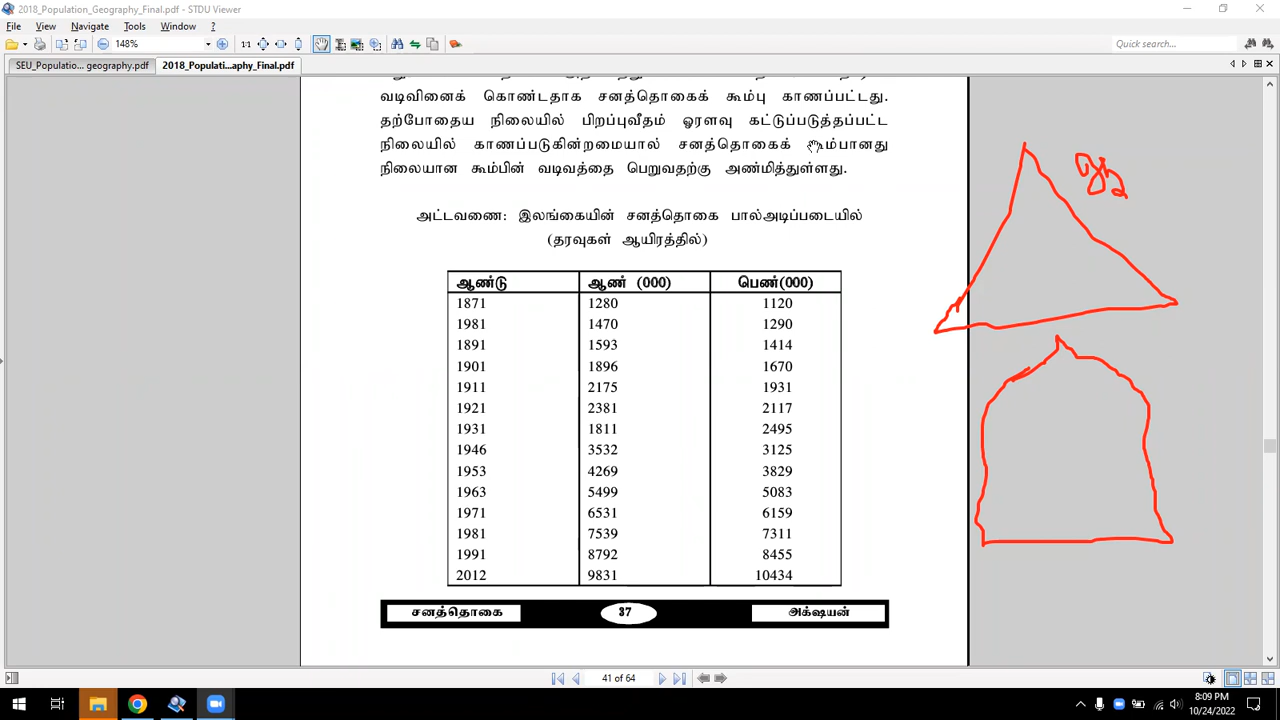 2018_Population_Geography_Final.pdf - STDU Viewer
File View Navigate Tools Window ?
148% 1:1 Quick search...
SEU_Populatio... geography.pdf 2018_Populati...aphy_Final.pdf
வடிவினைக் கொண்டதாக சனத்தொகைக் கூம்பு காணப்பட்டது.
தற்போதைய நிலையில் பிறப்புவீதம் ஓரளவு கட்டுப்படுத்தப்பட்ட
நிலையில் காணப்படுகின்றமையால் சனத்தொகைக் கூம்பானது
நிலையான கூம்பின் வடிவத்தை பெறுவதற்கு அண்மித்துள்ளது.
அட்டவணை: இலங்கையின் சனத்தொகை பால்அடிப்படையில்
(தரவுகள் ஆயிரத்தில்)
ஆண்டு ஆண் (000) பெண்(000)
1871 1280 1120
1981 1470 1290
1891 1593 1414
1901 1896 1670
1911 2175 1931
1921 2381 2117
1931 1811 2495
1946 3532 3125
1953 4269 3829
1963 5499 5083
1971 6531 6159
1981 7539 7311
1991 8792 8455
2012 9831 10434
சனத்தொகை 37 அக்ஷயன்
41 of 64
8:09 PM
10/24/2022